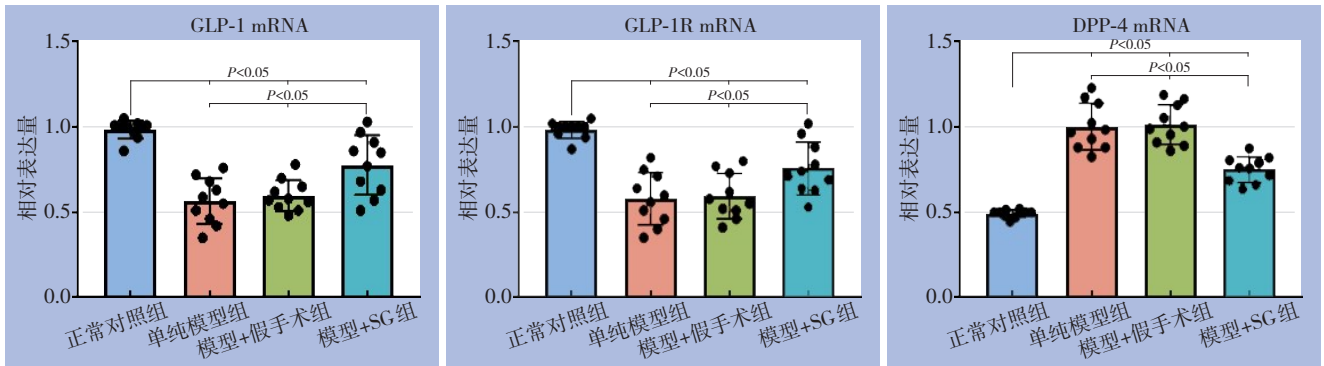 GLP-1 mRNA
1.5
1.0
0.5
0.0
相对表达量
P<0.05
P<0.05
正常对照组
单纯模型组
模型+假手术组
模型+SG组
GLP-1R mRNA
1.5
1.0
0.5
0.0
相对表达量
P<0.05
P<0.05
正常对照组
单纯模型组
模型+假手术组
模型+SG组
DPP-4 mRNA
1.5
1.0
0.5
0.0
相对表达量
P<0.05
P<0.05
正常对照组
单纯模型组
模型+假手术组
模型+SG组